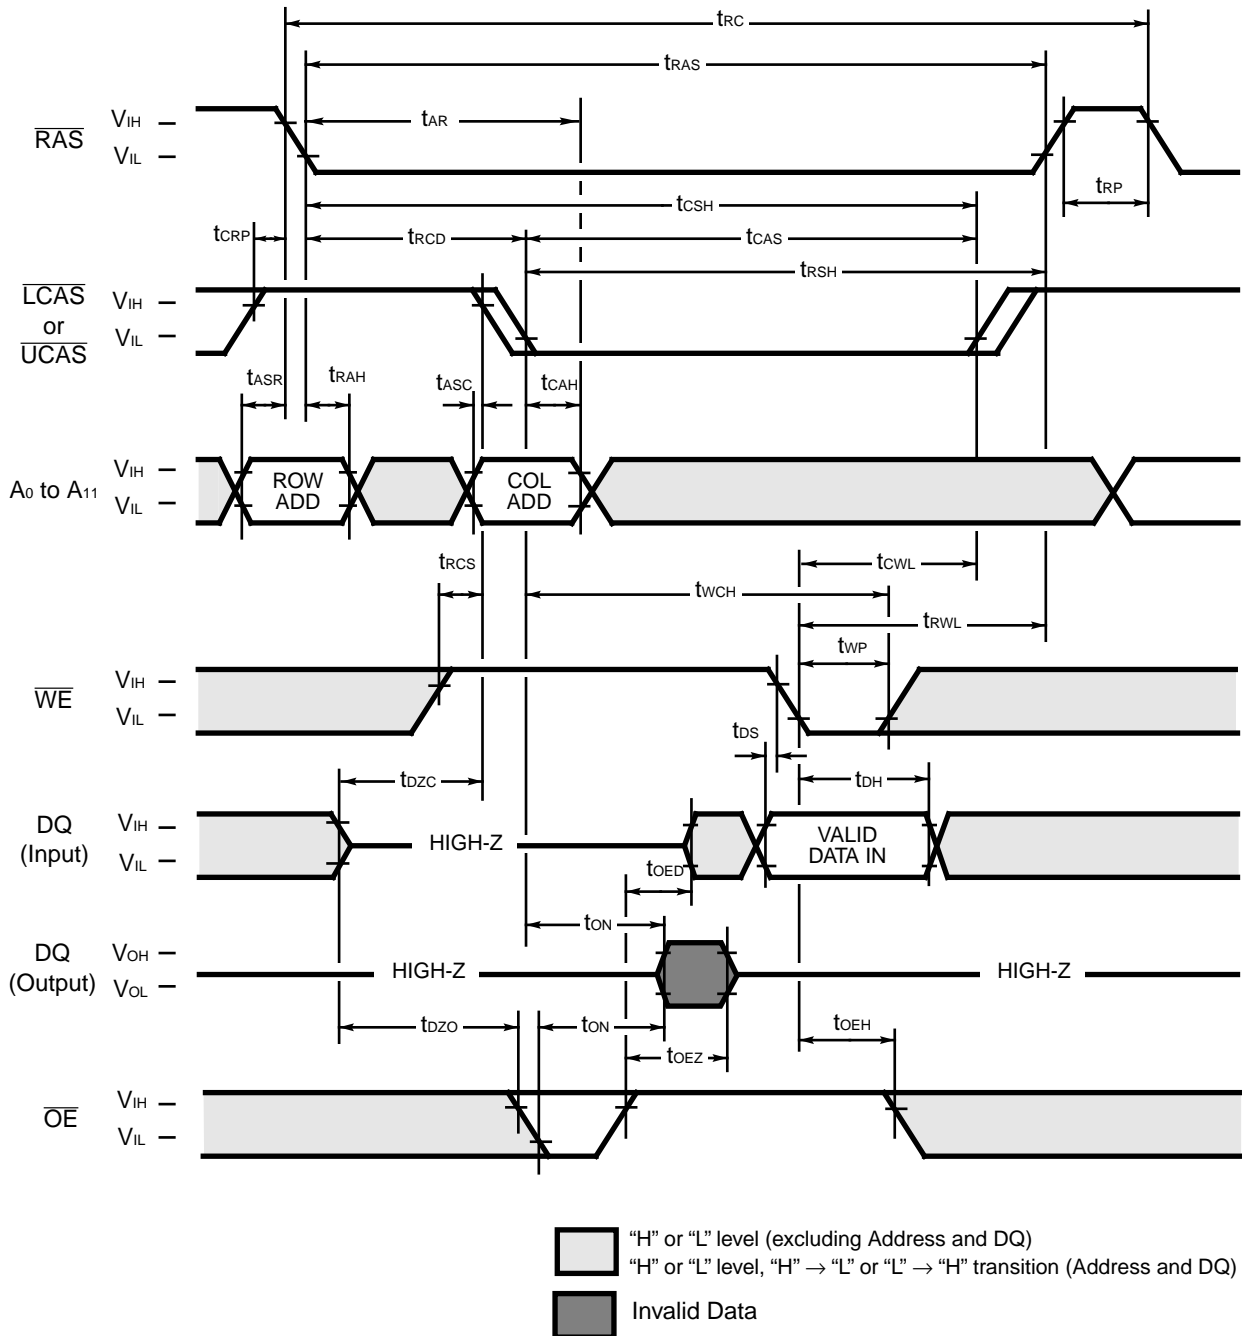 tRC
tRAS
tAR
RAS
VIH
VIL
tRP
tCSH
tCRP
tRCD
tCAS
tRSH
LCAS
or
UCAS
VIH
VIL
tASR
tRAH
tASC
tCAH
A0 to A11
VIH
VIL
ROW
ADD
COL
ADD
tRCS
tCWL
tWCH
tRWL
tWP
WE
VIH
VIL
tDS
tDZC
tDH
DQ
(Input)
VIH
VIL
HIGH-Z
VALID
DATA IN
tOED
tON
DQ
(Output)
VOH
VOL
HIGH-Z
HIGH-Z
tDZO
tON
tOEZ
tOEH
OE
VIH
VIL
“H” or “L” level (excluding Address and DQ)
“H” or “L” level, “H” → “L” or “L” → “H” transition (Address and DQ)
Invalid Data